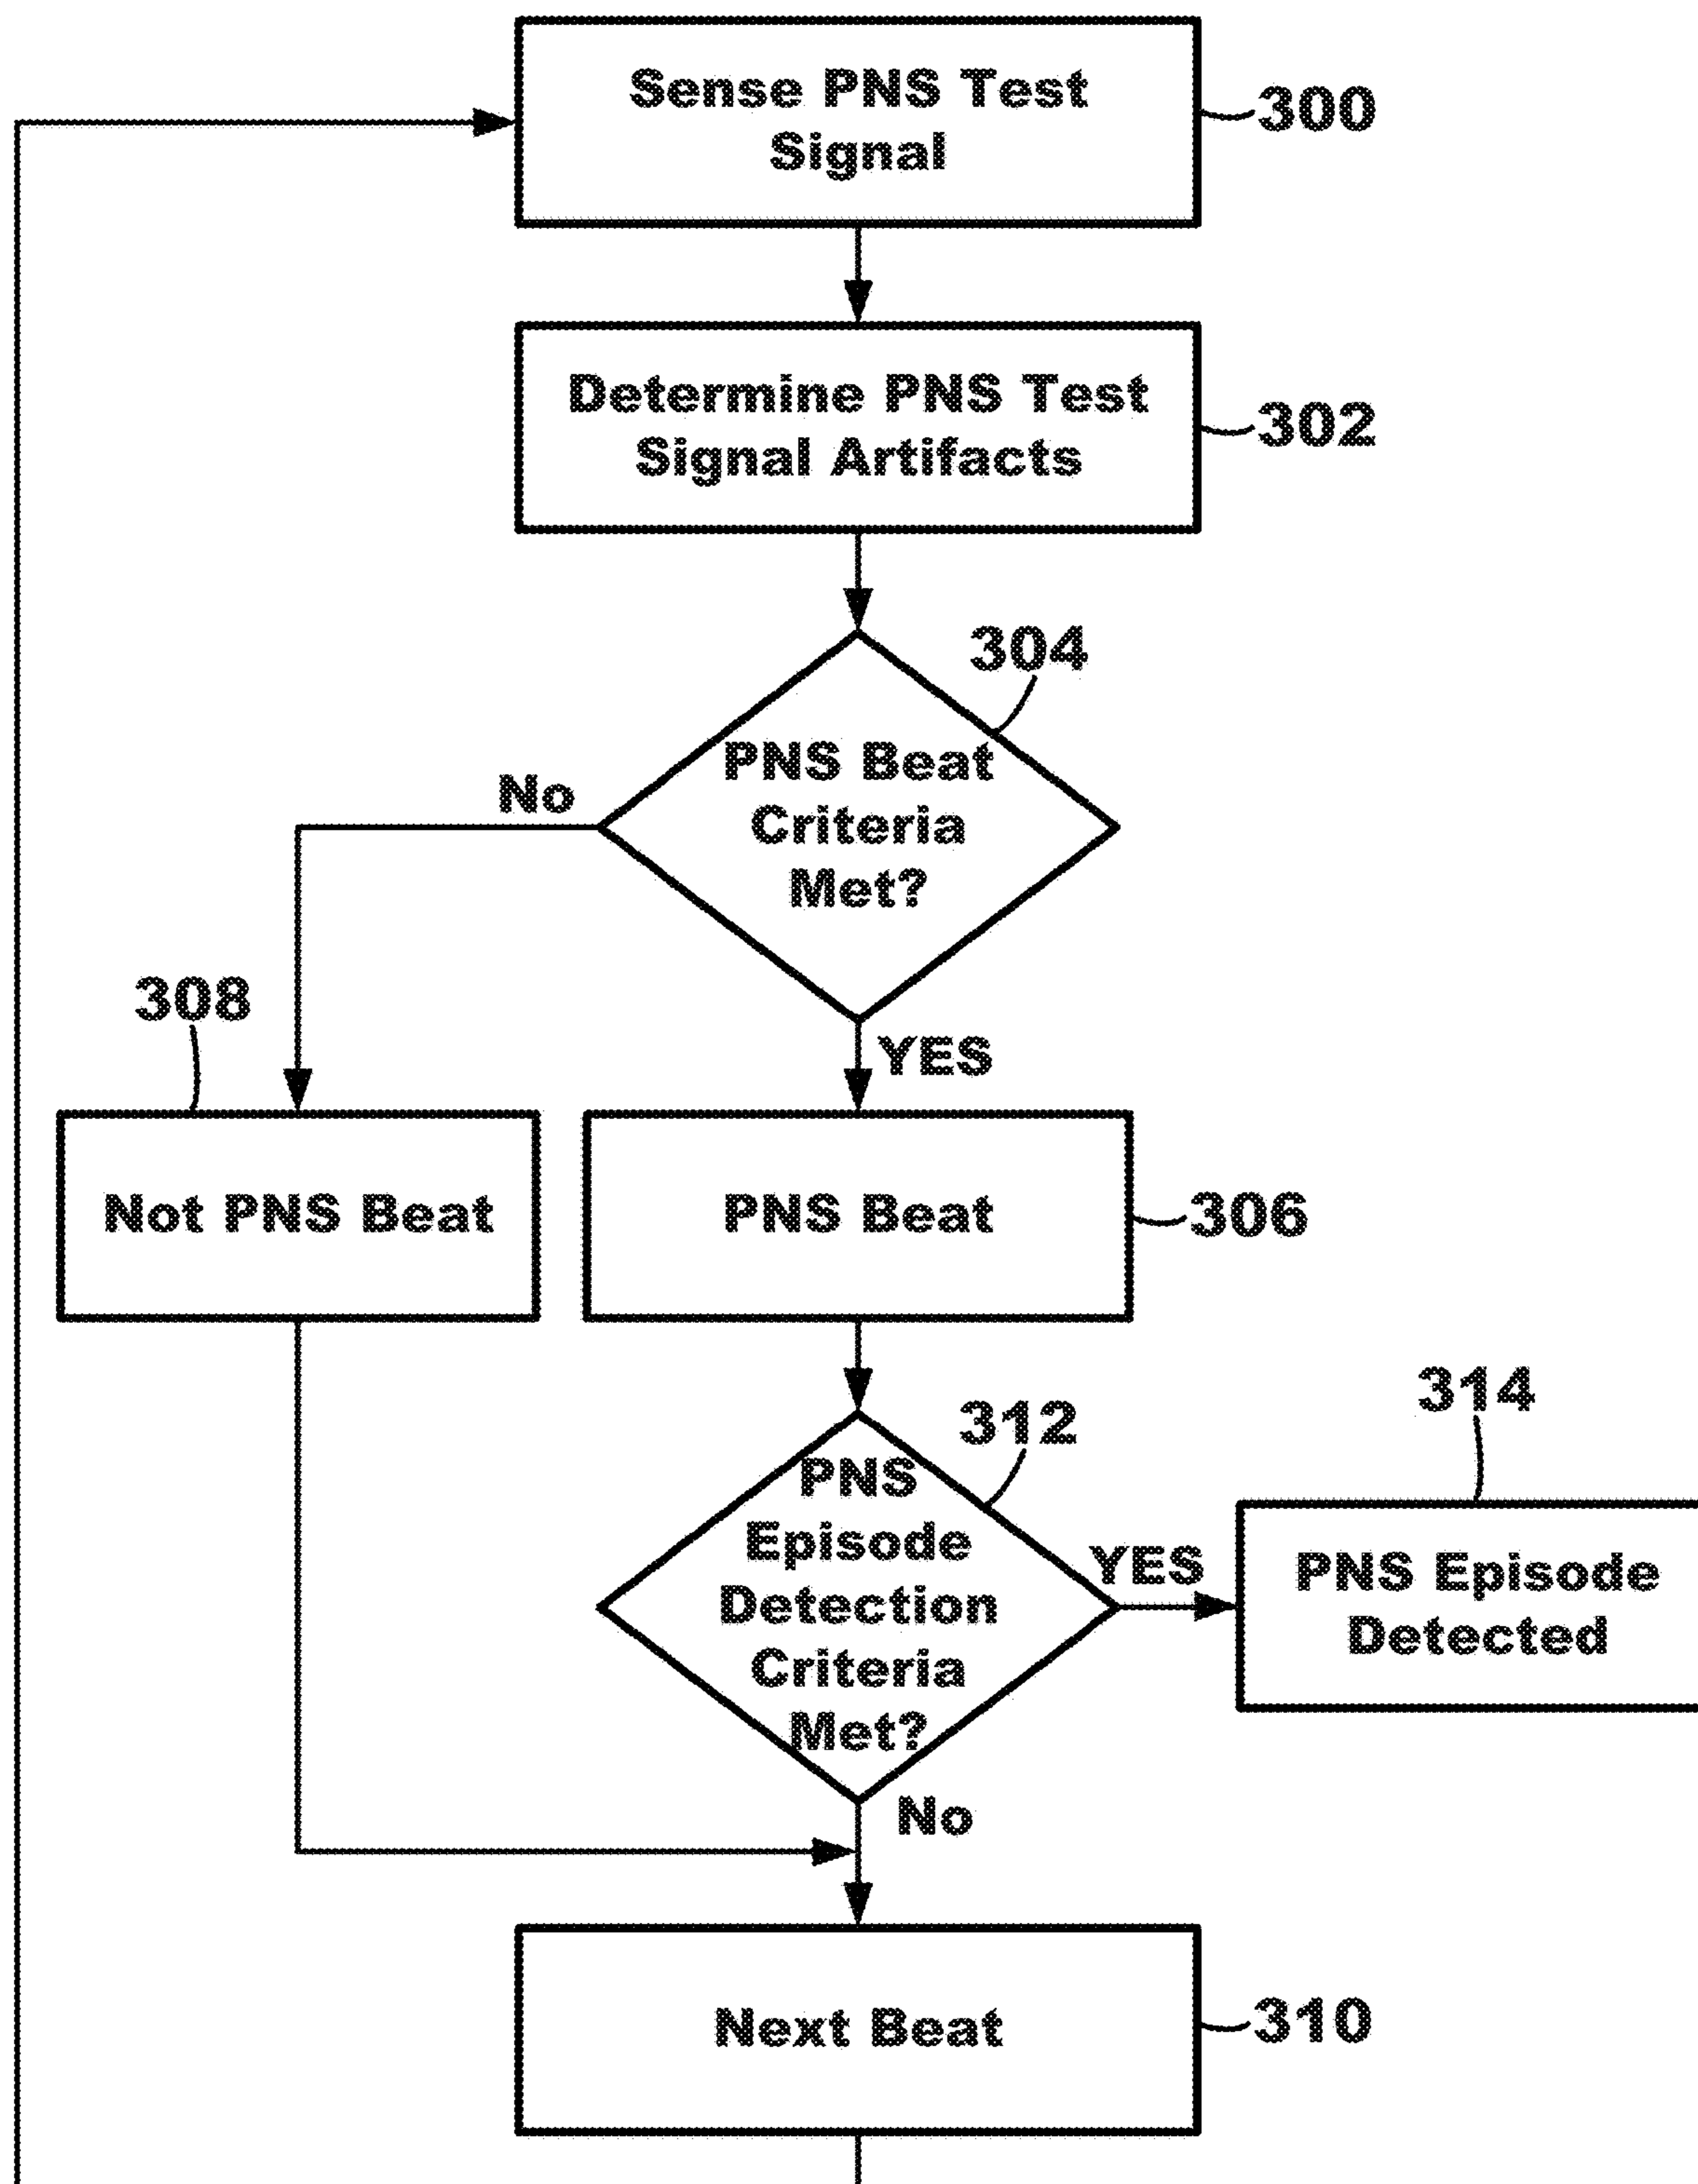 Sense PNS Test
Signal
300
Determine PNS Test
Signal Artifacts
302
304
PNS Beat
Criteria
Met?
No
YES
308
Not PNS Beat
PNS Beat
306
312
PNS
Episode
Detection
Criteria
Met?
YES
314
PNS Episode
Detected
No
Next Beat
310